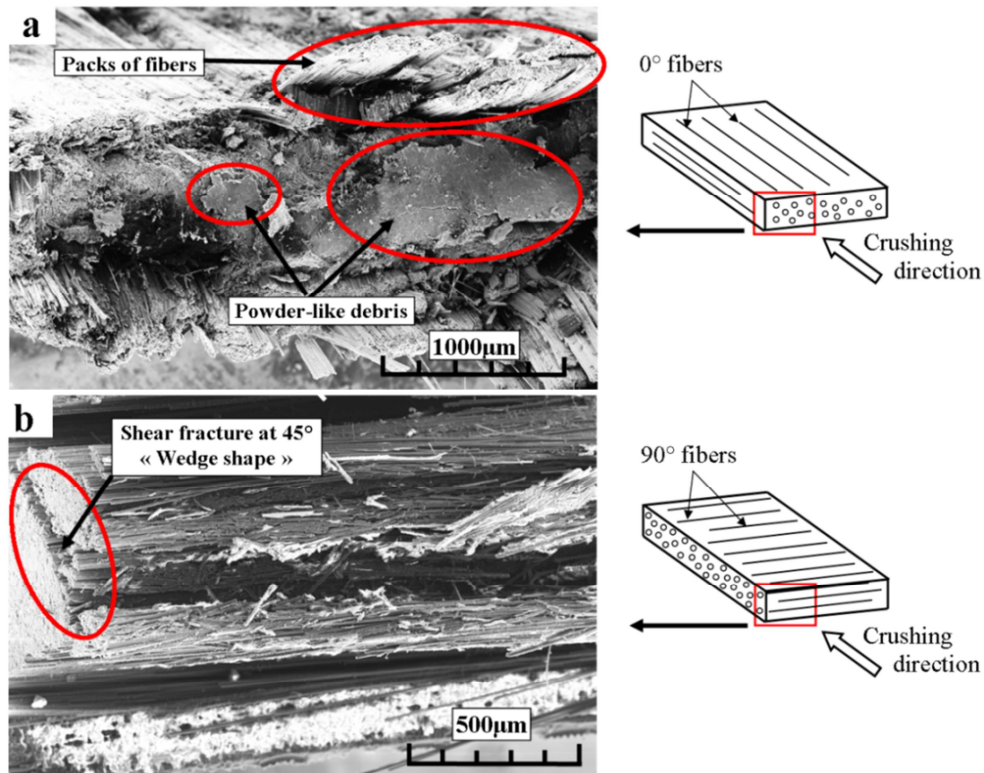 a
Packs of fibers
Powder-like debris
1000μm
0° fibers
Crushing
direction
b
Shear fracture at 45°
« Wedge shape »
500μm
90° fibers
Crushing
direction